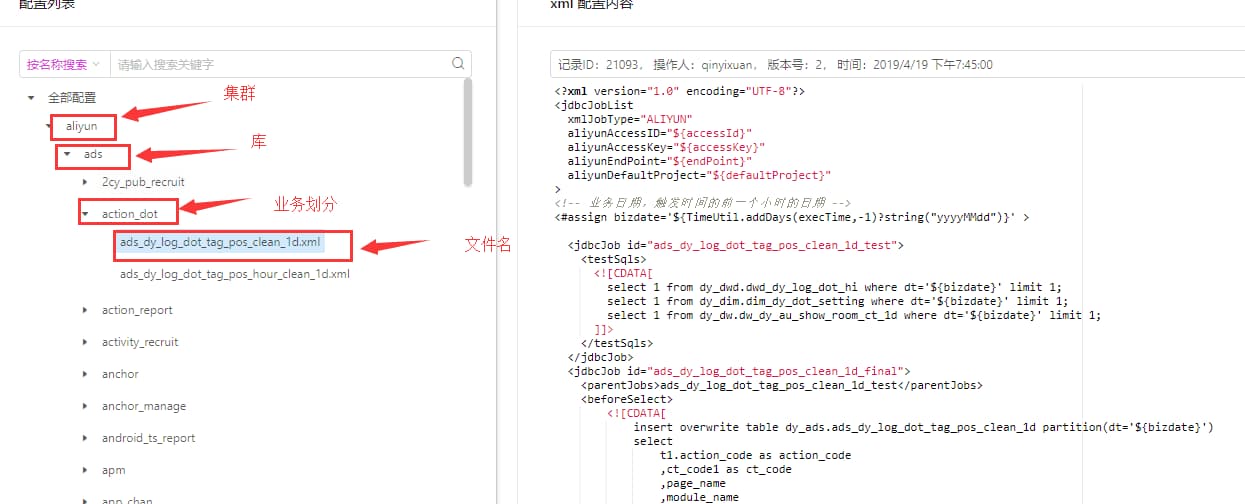 配置列表
按名称搜索 请输入搜索关键字
全部配置
集群
aliyun
库
ads
2cy_pub_recruit
业务划分
action_dot
文件名
ads_dy_log_dot_tag_pos_clean_1d.xml
ads_dy_log_dot_tag_pos_hour_clean_1d.xml
action_report
activity_recruit
anchor
anchor_manage
android_ts_report
apm
app_chan
xml 配置内容
记录ID：21093，操作人：qinyixuan，版本号：2，时间：2019/4/19 下午7:45:00
<?xml version="1.0" encoding="UTF-8"?>
<jdbcJobList
xmlJobType="ALIYUN"
aliyunAccessID="${accessId}"
aliyunAccessKey="${accessKey}"
aliyunEndPoint="${endPoint}"
aliyunDefaultProject="${defaultProject}"
>
<!-- 业务日期，触发时间的前一个小时的日期 -->
<#assign bizdate='${TimeUtil.addDays(execTime,-1)?string("yyyyMMdd")}' >
<jdbcJob id="ads_dy_log_dot_tag_pos_clean_1d_test">
<testSqls>
<![CDATA[
select 1 from dy_dwd.dwd_dy_log_dot_hi where dt='${bizdate}' limit 1;
select 1 from dy_dim.dim_dy_dot_setting where dt='${bizdate}' limit 1;
select 1 from dy_dw.dw_dy_au_show_room_ct_1d where dt='${bizdate}' limit 1;
]]>
</testSqls>
</jdbcJob>
<jdbcJob id="ads_dy_log_dot_tag_pos_clean_1d_final">
<parentJobs>ads_dy_log_dot_tag_pos_clean_1d_test</parentJobs>
<beforeSelect>
<![CDATA[
insert overwrite table dy_ads.ads_dy_log_dot_tag_pos_clean_1d partition(dt='${bizdate}')
select
t1.action_code as action_code
,ct_code1 as ct_code
,page_name
,module_name